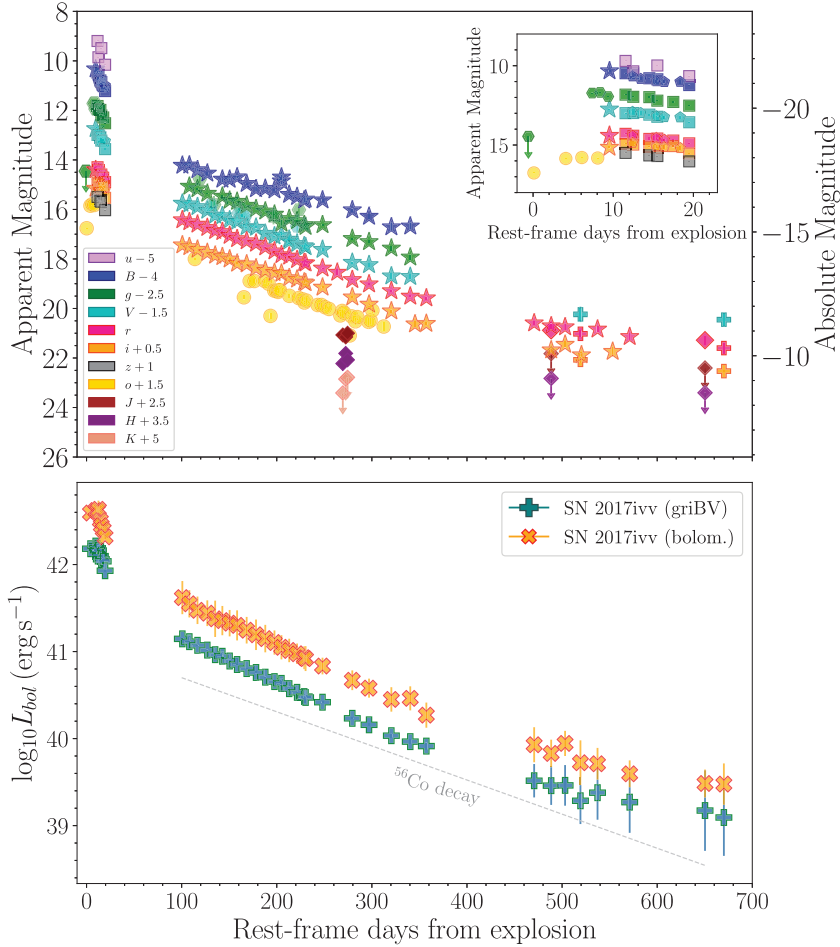 8
10
12
14
16
18
20
22
24
26
Apparent Magnitude
−20
−15
−10
Absolute Magnitude
u − 5
B − 4
g − 2.5
V − 1.5
r
i + 0.5
z + 1
o + 1.5
J + 2.5
H + 3.5
K + 5
10
15
Apparent Magnitude
0
10
20
Rest-frame days from explosion
42
41
40
39
log₁₀L_bol (erg s⁻¹)
SN 2017ivv (griBV)
SN 2017ivv (bolom.)
⁵⁶Co decay
0
100
200
300
400
500
600
700
Rest-frame days from explosion